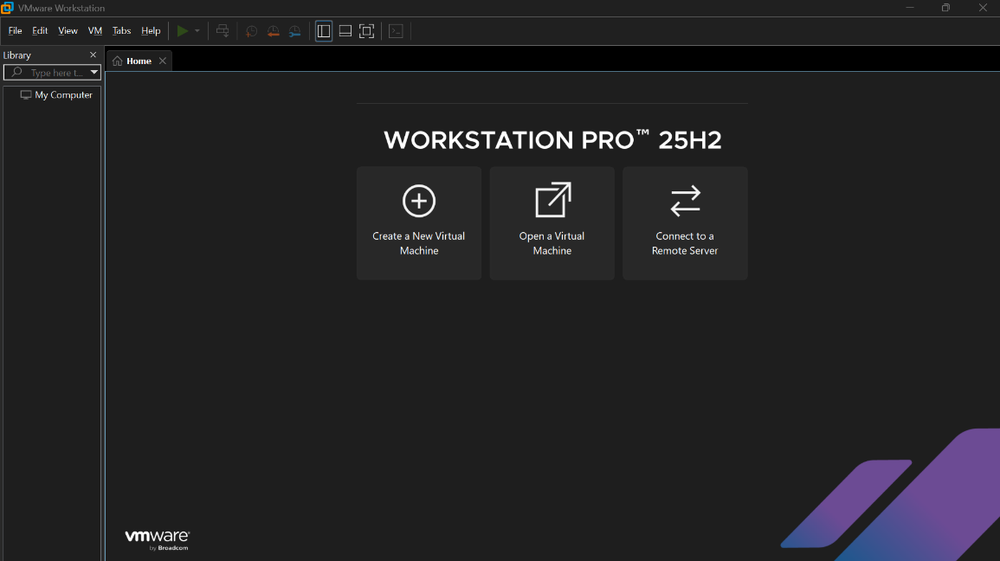 VMware Workstation
File Edit View VM Tabs Help
Library
Home
Type here t...
My Computer
WORKSTATION PRO™ 25H2
Create a New Virtual
Machine
Open a Virtual
Machine
Connect to a
Remote Server
vmware®
by Broadcom